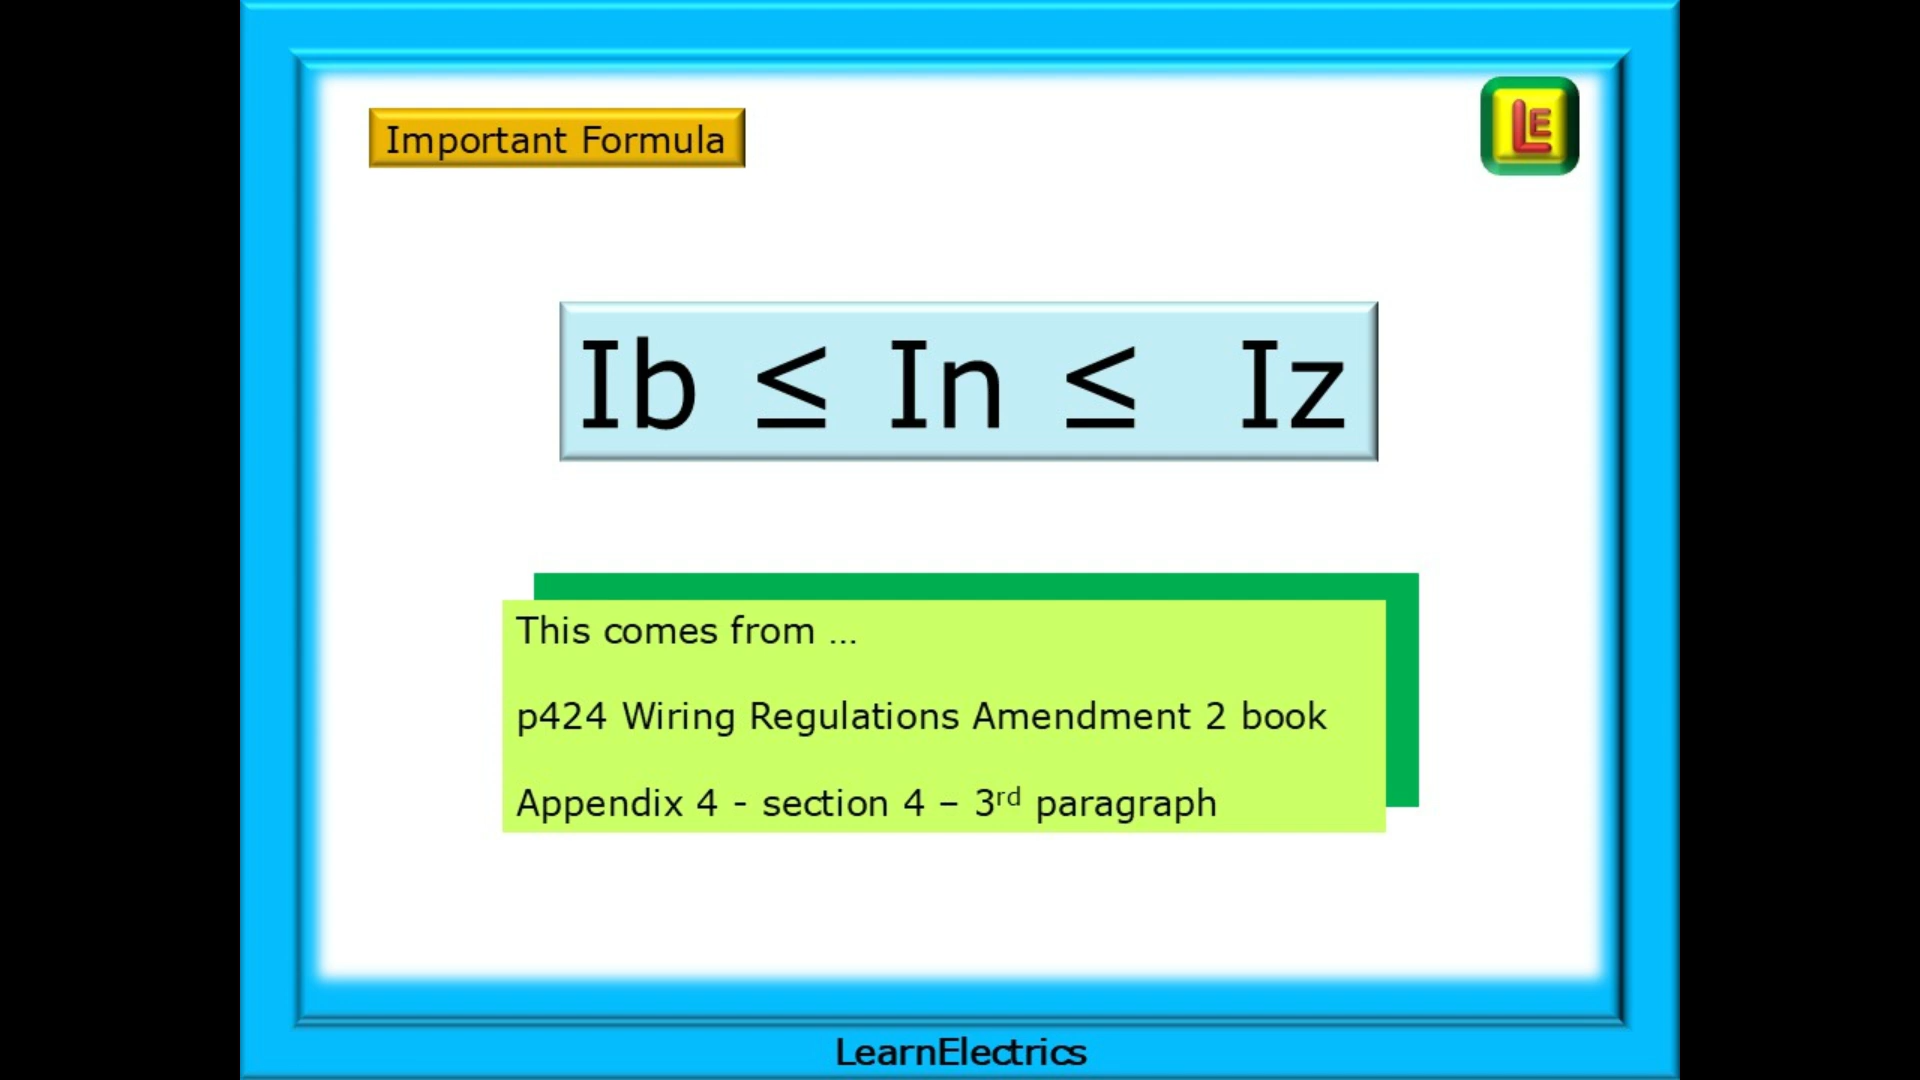 Important Formula
LE
Ib ≤ In ≤ Iz
This comes from ...
p424 Wiring Regulations Amendment 2 book
Appendix 4 - section 4 – 3rd paragraph
LearnElectrics